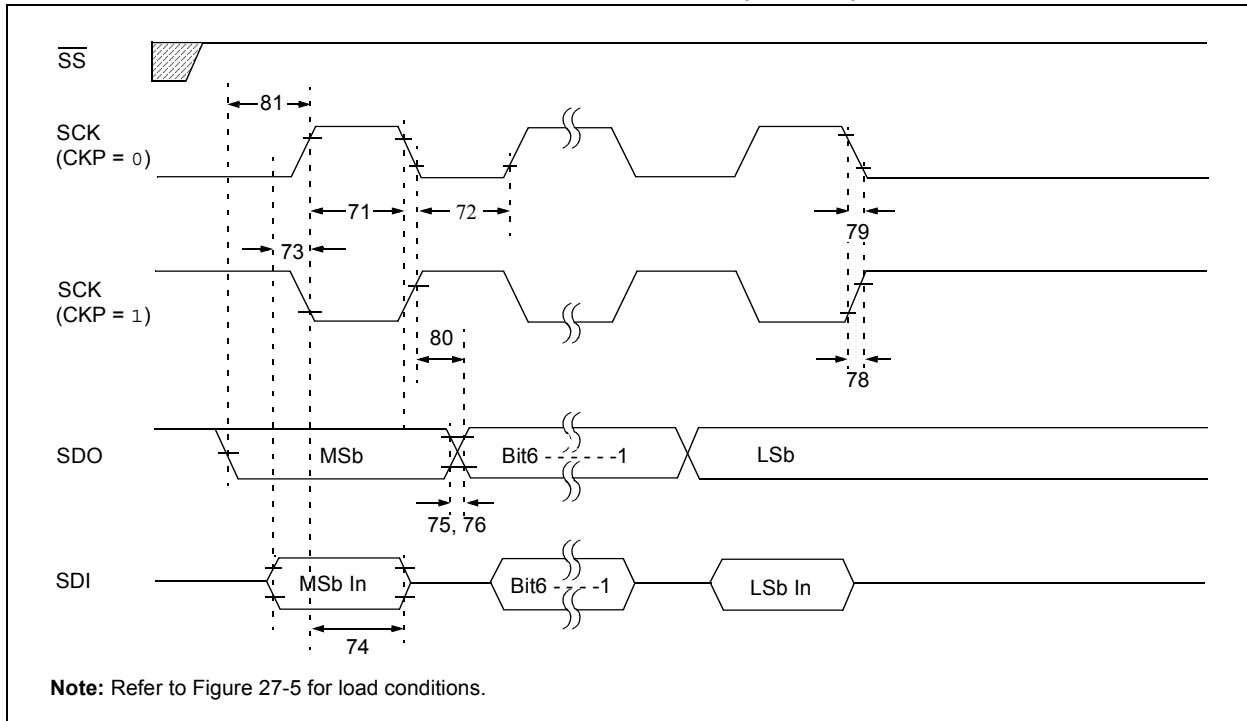 SS
81
SCK
(CKP = 0)
71
72
79
73
SCK
(CKP = 1)
80
78
SDO
MSb
Bit6 - - - - - - -1
LSb
75, 76
SDI
MSb In
Bit6 - - - - -1
LSb In
74
Note: Refer to Figure 27-5 for load conditions.